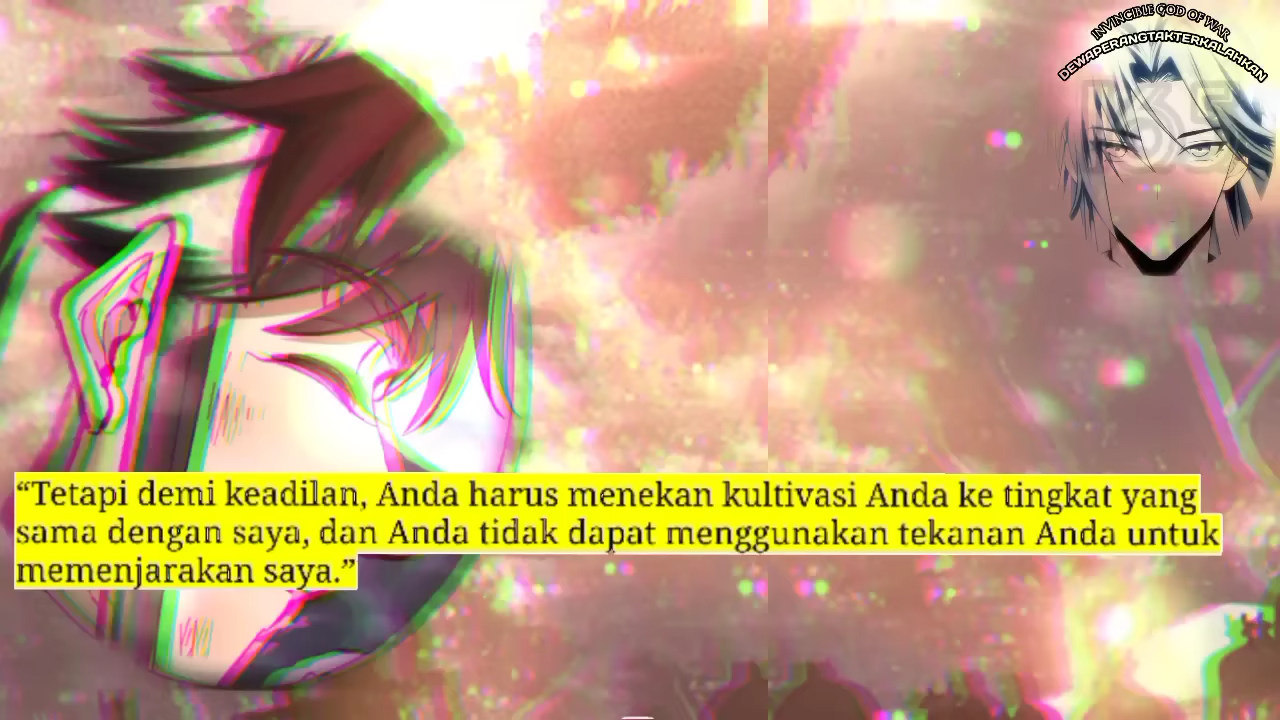 INVINCIBLE GOD OF WAR
DEWAPERANGTAKTERKALAHKAN
“Tetapi demi keadilan, Anda harus menekan kultivasi Anda ke tingkat yang
sama dengan saya, dan Anda tidak dapat menggunakan tekanan Anda untuk
memenjarakan saya.”